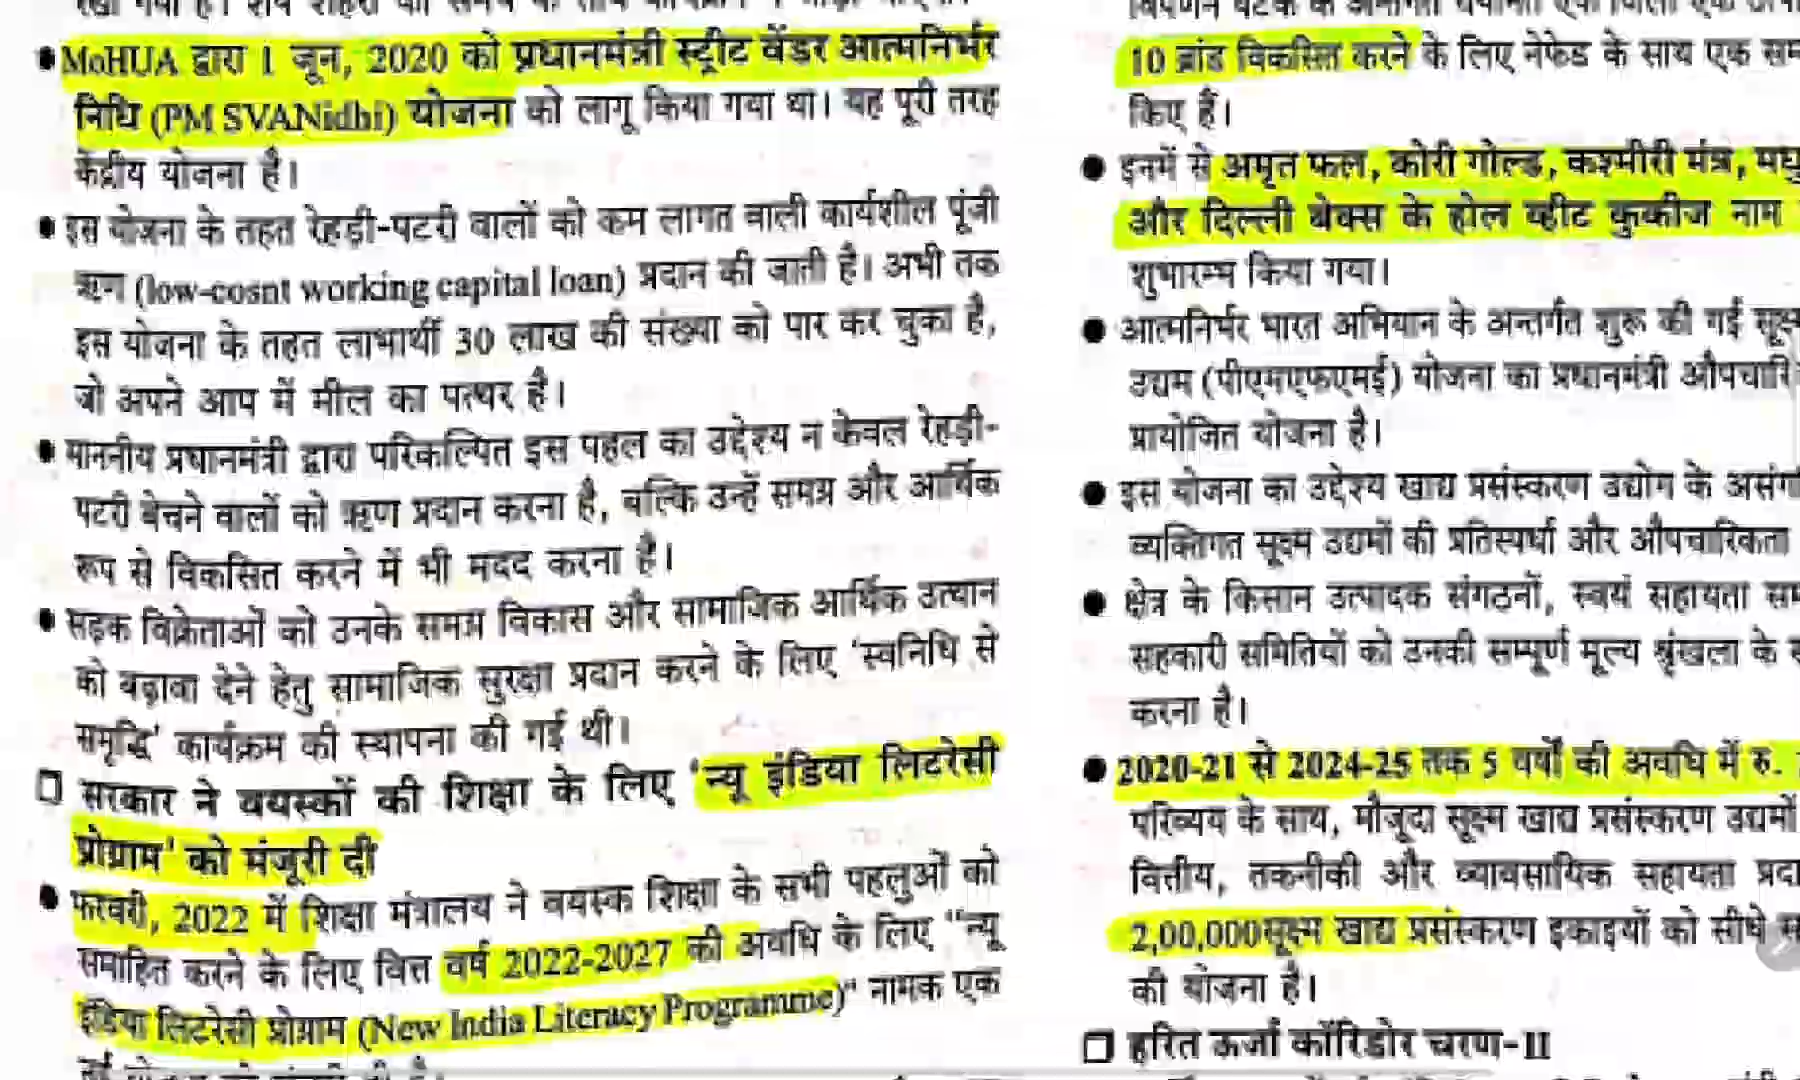 MoHUA द्वारा 1 जून, 2020 को प्रधानमंत्री स्ट्रीट वेंडर आत्मनिर्भर
निधि (PM SVANidhi) योजना को लागू किया गया था। यह पूरी तरह
केंद्रीय योजना है।
इस योजना के तहत रेहड़ी-पटरी वालों को कम लागत वाली कार्यशील पूंजी
ऋण (low-cosnt working capital loan) प्रदान की जाती है। अभी तक
इस योजना के तहत लाभार्थी 30 लाख की संख्या को पार कर चुका है,
जो अपने आप में मील का पत्थर है।
माननीय प्रधानमंत्री द्वारा परिकल्पित इस पहल का उद्देश्य न केवल रेहड़ी-
पटरी बेचने वालों को ऋण प्रदान करना है, बल्कि उन्हें समग्र और आर्थिक
रूप से विकसित करने में भी मदद करना है।
सड़क विक्रेताओं को उनके समग्र विकास और सामाजिक आर्थिक उत्थान
को बढ़ावा देने हेतु सामाजिक सुरक्षा प्रदान करने के लिए 'स्वनिधि से
समृद्धि' कार्यक्रम की स्थापना की गई थी।
सरकार ने वयस्कों की शिक्षा के लिए 'न्यू इंडिया लिटरेसी
प्रोग्राम' को मंजूरी दी
फरवरी, 2022 में शिक्षा मंत्रालय ने वयस्क शिक्षा के सभी पहलुओं को
समाहित करने के लिए वित्त वर्ष 2022-2027 की अवधि के लिए "न्यू
इंडिया लिटरेसी प्रोग्राम (New India Literacy Programme)" नामक एक
10 ब्रांड विकसित करने के लिए नेफेड के साथ एक
किए हैं।
इनमें से अमृत फल, कोरी गोल्ड, कश्मीरी मंत्र,
और दिल्ली बेक्स के होल व्हीट कुकीज नाम
शुभारम्भ किया गया।
आत्मनिर्भर भारत अभियान के अन्तर्गत शुरू की गई
उद्यम (पीएमएफएमई) योजना का प्रधानमंत्री
प्रायोजित योजना है।
इस योजना का उद्देश्य खाद्य प्रसंस्करण उद्योग के
व्यक्तिगत सूक्ष्म उद्यमों की प्रतिस्पर्धा और औपचारिकता
क्षेत्र के किसान उत्पादक संगठनों, स्वयं सहायता
सहकारी समितियों को उनकी सम्पूर्ण मूल्य श्रृंखला के
करना है।
2020-21 से 2024-25 तक 5 वर्षों की अवधि में रु.
परिव्यय के साथ, मौजूदा सूक्ष्म खाद्य प्रसंस्करण उद्यमों
वित्तीय, तकनीकी और व्यावसायिक सहायता
2,00,000सूक्ष्म खाद्य प्रसंस्करण इकाइयों को सीधे
की योजना है।
हरित ऊर्जा कॉरिडोर चरण-II